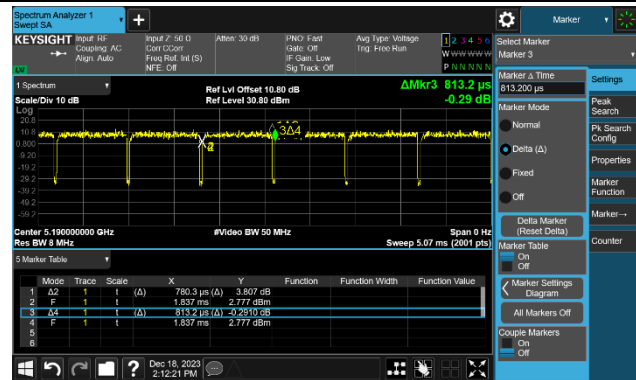 Spectrum Analyzer 1
Swept SA
Marker
KEYSIGHT Input: RF Input Z: 50 Ω Atten: 30 dB PNO: Fast Avg Type: Voltage 1 2 3 4 5 6
Coupling: AC Corr CCorr Gate: Off Trig: Free Run W W W W W W
Align: Auto Freq Ref: Int (S) IF Gain: Low
NFE: Off Sig Track: Off P N N N N N
Select Marker
Marker 3
1 Spectrum
Scale/Div 10 dB
Ref Lvl Offset 10.80 dB
Ref Level 30.80 dBm
ΔMkr3 813.2 µs
-0.29 dB
Log
20.8
10.8
0.800
-9.20
-19.2
-29.2
-39.2
-49.2
-59.2
3Δ4
Center 5.190000000 GHz #Video BW 50 MHz Span 0 Hz
Res BW 8 MHz Sweep 5.07 ms (2001 pts)
5 Marker Table
Mode Trace Scale X Y Function Function Width Function Value
1 Δ2 1 t (Δ) 780.3 µs (Δ) 3.807 dB
2 F 1 t 1.837 ms 2.777 dBm
3 Δ4 1 t (Δ) 813.2 µs (Δ) -0.2910 dB
4 F 1 t 1.837 ms 2.777 dBm
5
6
Marker Δ Time
813.200 µs
Marker Mode
Normal
Delta (Δ)
Fixed
Off
Delta Marker
(Reset Delta)
Marker Table
On
Off
Marker Settings
Diagram
All Markers Off
Couple Markers
On
Off
Settings
Peak
Search
Pk Search
Config
Properties
Marker
Function
Marker→
Counter
Dec 18, 2023
2:12:21 PM